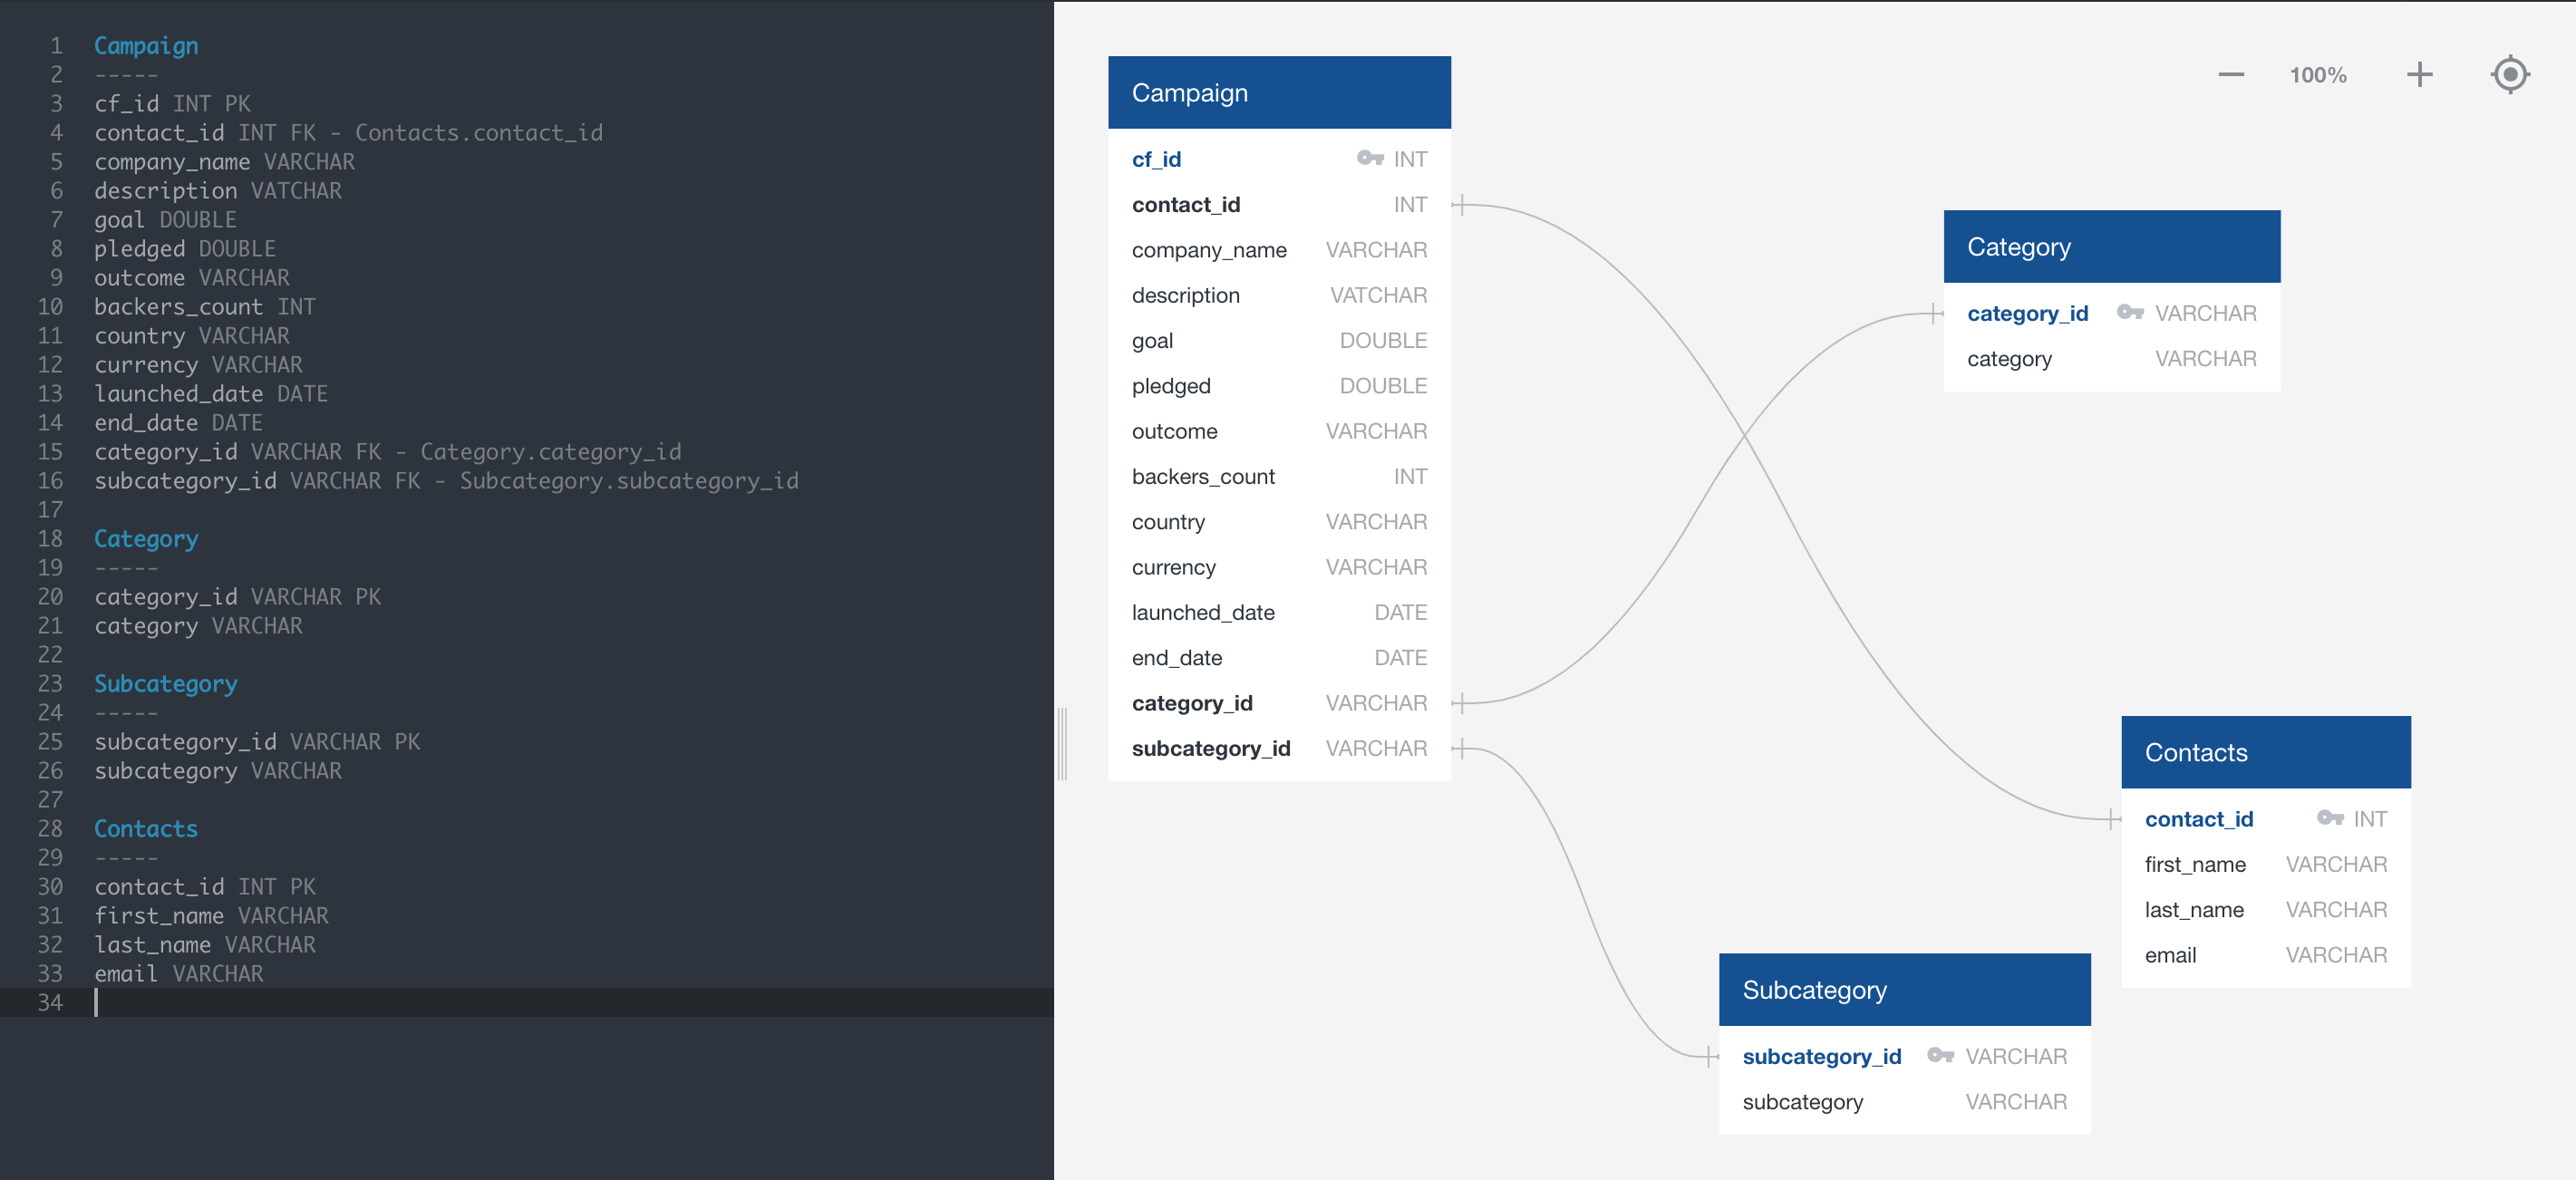 1 Campaign
2 -----
3 cf_id INT PK
4 contact_id INT FK - Contacts.contact_id
5 company_name VARCHAR
6 description VATCHAR
7 goal DOUBLE
8 pledged DOUBLE
9 outcome VARCHAR
10 backers_count INT
11 country VARCHAR
12 currency VARCHAR
13 launched_date DATE
14 end_date DATE
15 category_id VARCHAR FK - Category.category_id
16 subcategory_id VARCHAR FK - Subcategory.subcategory_id
17
18 Category
19 -----
20 category_id VARCHAR PK
21 category VARCHAR
22
23 Subcategory
24 -----
25 subcategory_id VARCHAR PK
26 subcategory VARCHAR
27
28 Contacts
29 -----
30 contact_id INT PK
31 first_name VARCHAR
32 last_name VARCHAR
33 email VARCHAR
34
100%
Campaign
cf_id INT
contact_id INT
company_name VARCHAR
description VATCHAR
goal DOUBLE
pledged DOUBLE
outcome VARCHAR
backers_count INT
country VARCHAR
currency VARCHAR
launched_date DATE
end_date DATE
category_id VARCHAR
subcategory_id VARCHAR
Category
category_id VARCHAR
category VARCHAR
Contacts
contact_id INT
first_name VARCHAR
last_name VARCHAR
email VARCHAR
Subcategory
subcategory_id VARCHAR
subcategory VARCHAR